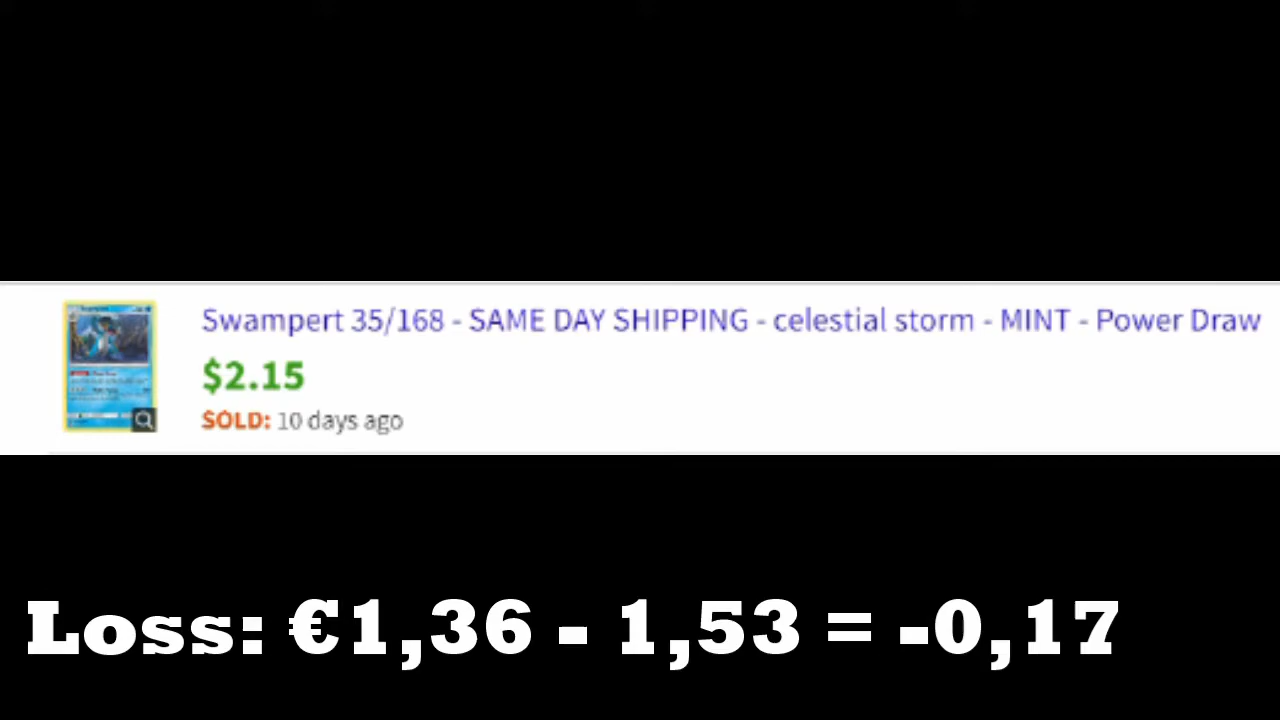 Swampert 35/168 - SAME DAY SHIPPING - celestial storm - MINT - Power Draw
$2.15
SOLD: 10 days ago
Loss: €1,36 - 1,53 = -0,17